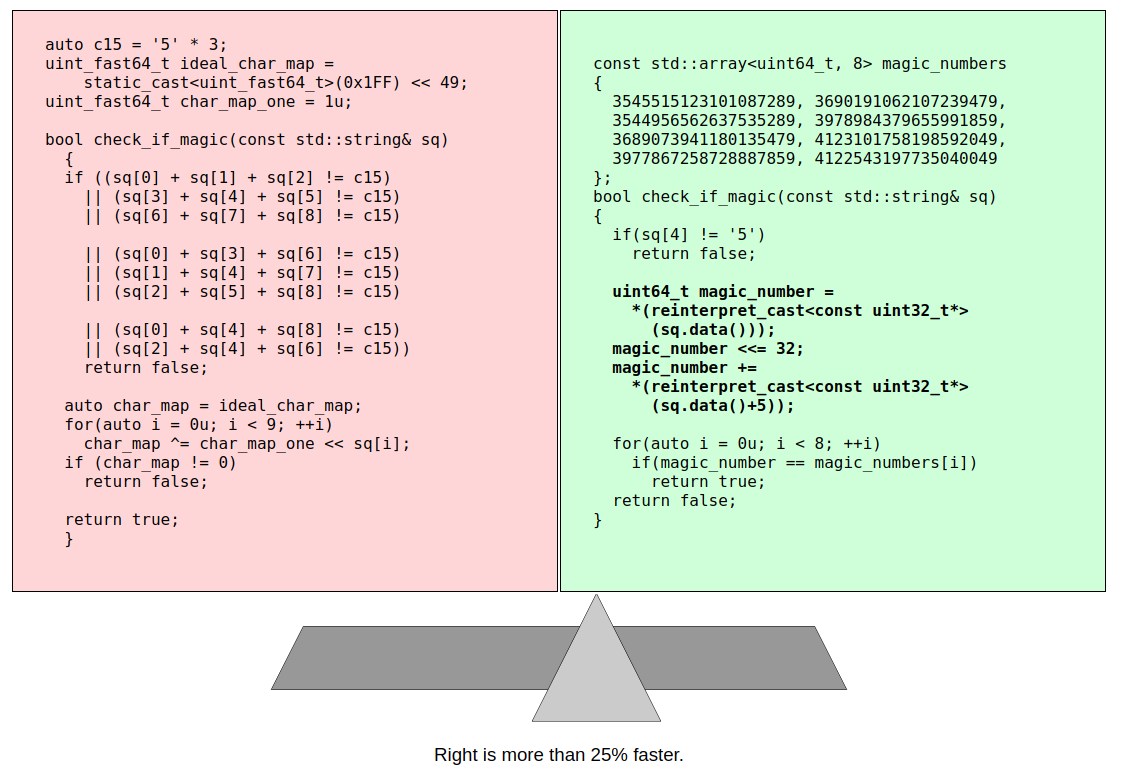 auto c15 = '5' * 3;
uint_fast64_t ideal_char_map =
    static_cast<uint_fast64_t>(0x1FF) << 49;
uint_fast64_t char_map_one = 1u;

bool check_if_magic(const std::string& sq)
  {
  if ((sq[0] + sq[1] + sq[2] != c15)
    || (sq[3] + sq[4] + sq[5] != c15)
    || (sq[6] + sq[7] + sq[8] != c15)

    || (sq[0] + sq[3] + sq[6] != c15)
    || (sq[1] + sq[4] + sq[7] != c15)
    || (sq[2] + sq[5] + sq[8] != c15)

    || (sq[0] + sq[4] + sq[8] != c15)
    || (sq[2] + sq[4] + sq[6] != c15))
    return false;

  auto char_map = ideal_char_map;
  for(auto i = 0u; i < 9; ++i)
    char_map ^= char_map_one << sq[i];
  if (char_map != 0)
    return false;

  return true;
  }
const std::array<uint64_t, 8> magic_numbers
{
  3545515123101087289, 3690191062107239479,
  3544956562637535289, 3978984379655991859,
  3689073941180135479, 4123101758198592049,
  3977867258728887859, 4122543197735040049
};
bool check_if_magic(const std::string& sq)
{
  if(sq[4] != '5')
    return false;

  uint64_t magic_number =
    *(reinterpret_cast<const uint32_t*>
      (sq.data()));
  magic_number <<= 32;
  magic_number +=
    *(reinterpret_cast<const uint32_t*>
      (sq.data()+5));

  for(auto i = 0u; i < 8; ++i)
    if(magic_number == magic_numbers[i])
      return true;
  return false;
}
Right is more than 25% faster.